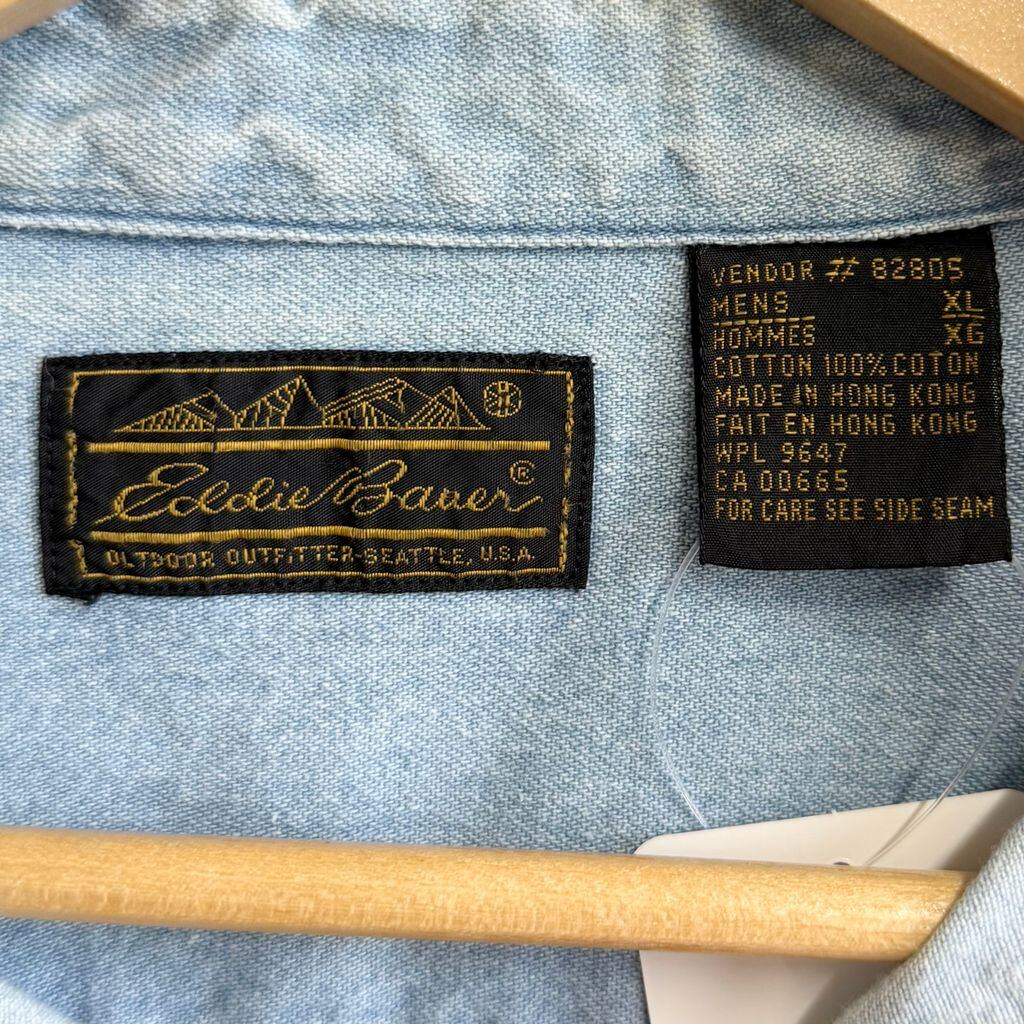 Eddie Bauer®
OUTDOOR OUTFITTER-SEATTLE, U.S.A.
VENDOR # 82805
MENS XL
HOMMES XG
COTTON 100% COTON
MADE IN HONG KONG
FAIT EN HONG KONG
WPL 9647
CA 00665
FOR CARE SEE SIDE SEAM